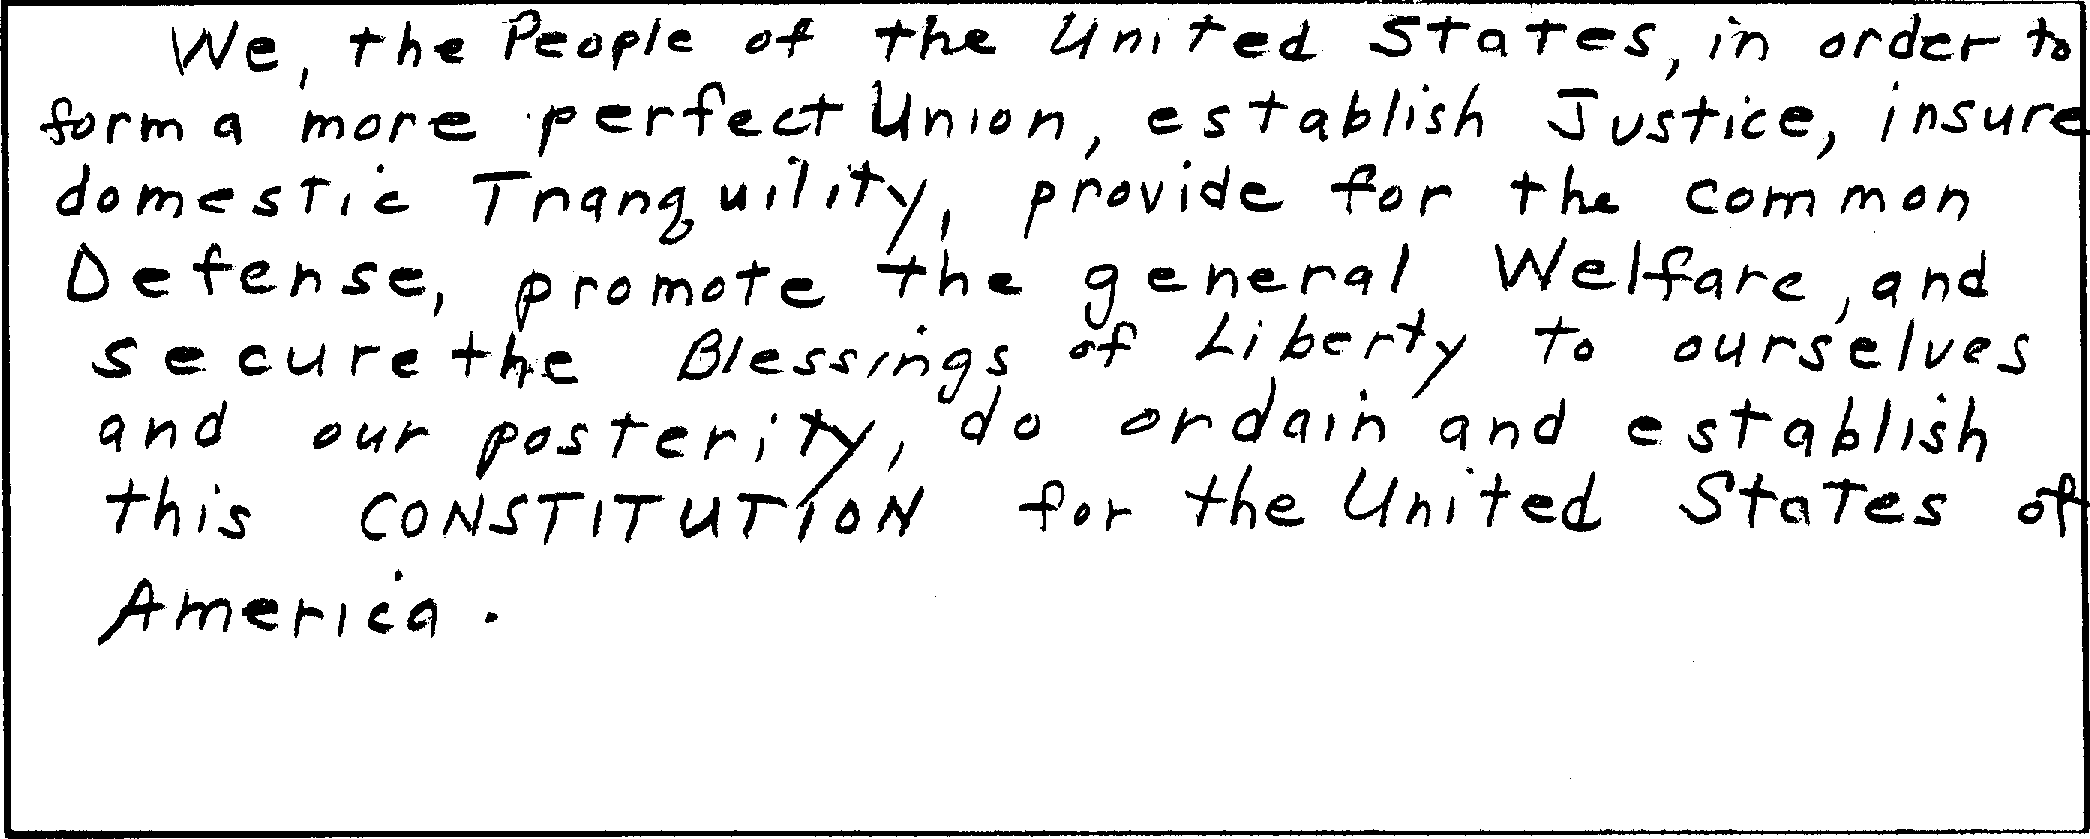 We, the People of the United States, in order to
form a more perfect Union, establish Justice, insure
domestic Tranquility, provide for the common
Defense, promote the general Welfare, and
secure the Blessings of Liberty to ourselves
and our posterity, do ordain and establish
this CONSTITUTION for the United States of
America.